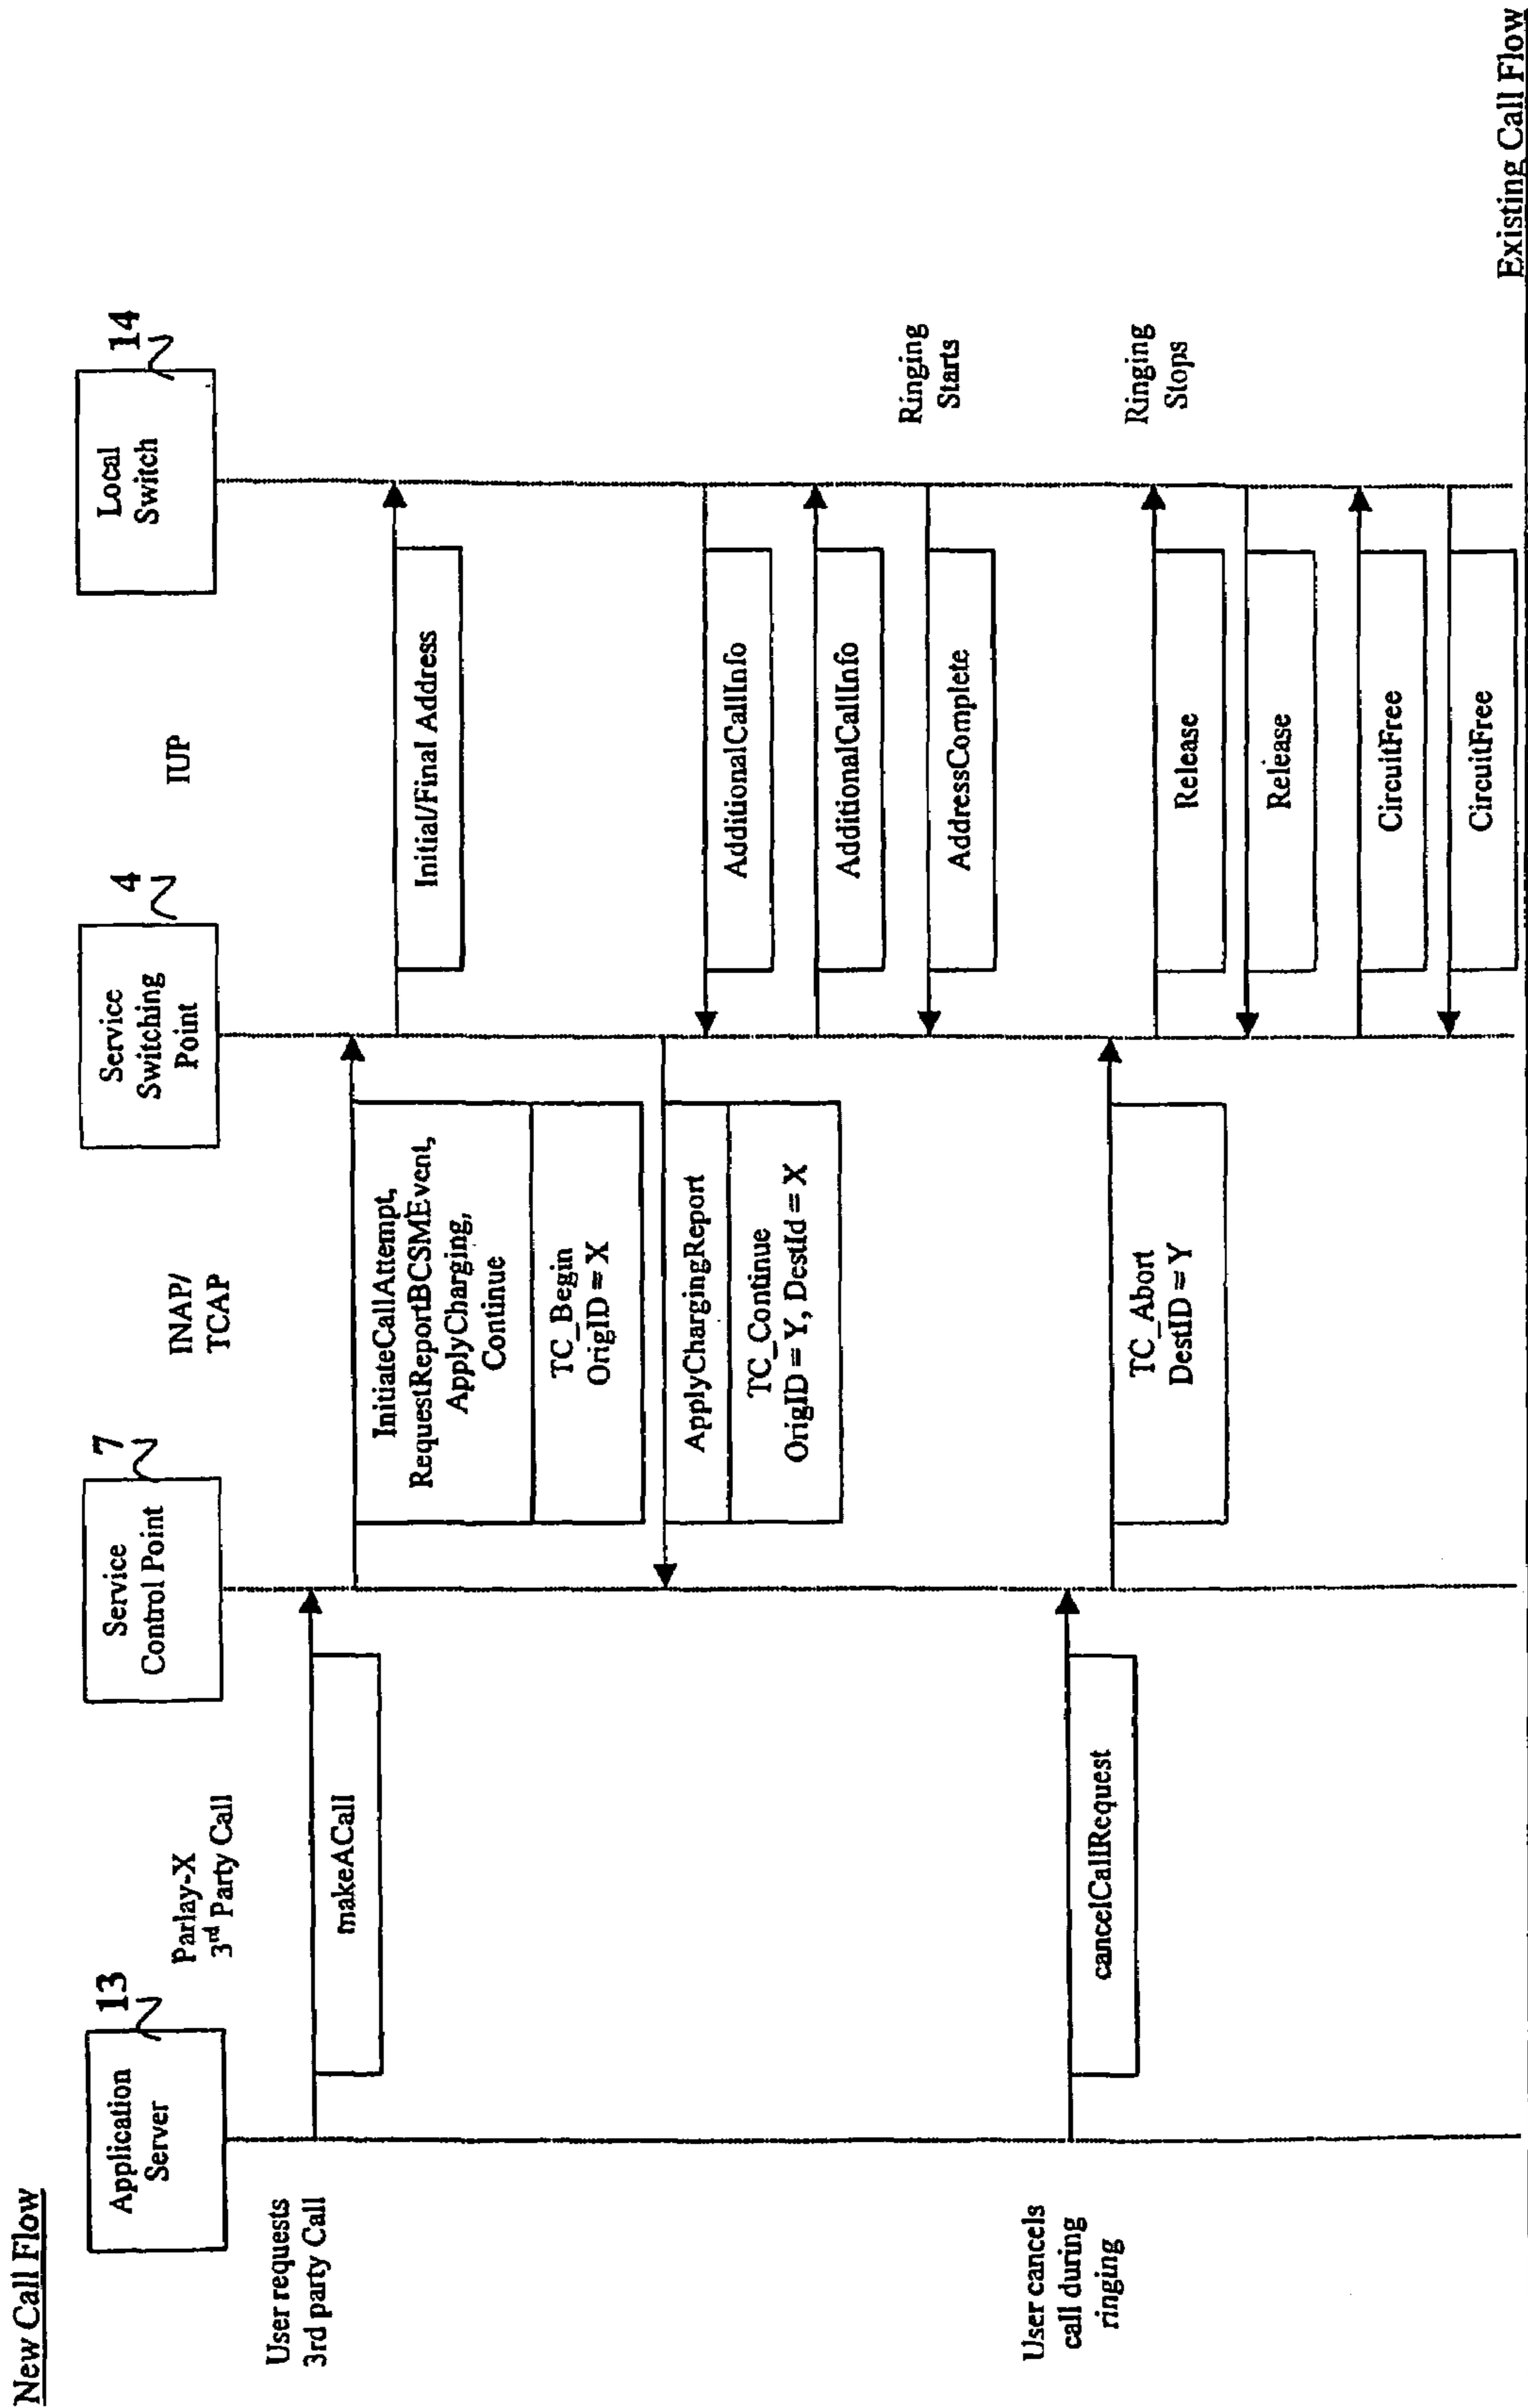 New Call Flow
Application
Server
13
Parlay-X
3rd Party Call
Service
Control Point
7
INAP/
TCAP
Service
Switching
Point
4
IUP
Local
Switch
14
User requests
3rd party Call
makeACall
InitiateCallAttempt,
RequestReportBCSMEvent,
ApplyCharging,
Continue
TC_Begin
OrigID = X
Initial/Final Address
ApplyChargingReport
TC_Continue
OrigID = Y, DestId = X
AdditionalCallInfo
AdditionalCallInfo
AddressComplete
Ringing
Starts
User cancels
call during
ringing
cancelCallRequest
TC_Abort
DestID = Y
Release
Ringing
Stops
Release
CircuitFree
CircuitFree
Existing Call Flow